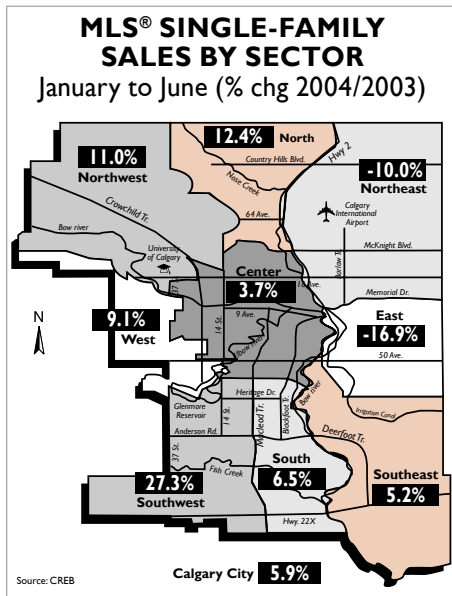 MLS® SINGLE-FAMILY
SALES BY SECTOR
January to June (% chg 2004/2003)
12.4% North
11.0%
Northwest
Country Hills Blvd.
Hwy 2
-10.0%
Northeast
Nose Creek
Crowchild Tr.
64 Ave.
Calgary
International
Airport
Bow river
University
of Calgary
McKnight Blvd.
Barlow Tr.
Center
3.7%
16 Ave.
37 St.
Memorial Dr.
N
9.1%
West
14 St.
9 Ave.
East
-16.9%
Elbow river
50 Ave.
Heritage Dr.
Bow river
Glenmore
Reservoir
14 St.
Macleod Tr.
Blackfoot Tr.
Irrigation Canal
Anderson Rd.
Deerfoot Tr.
37 St.
Fish Creek
South
6.5%
27.3%
Southwest
Southeast
5.2%
Hwy. 22X
Calgary City 5.9%
Source: CREB